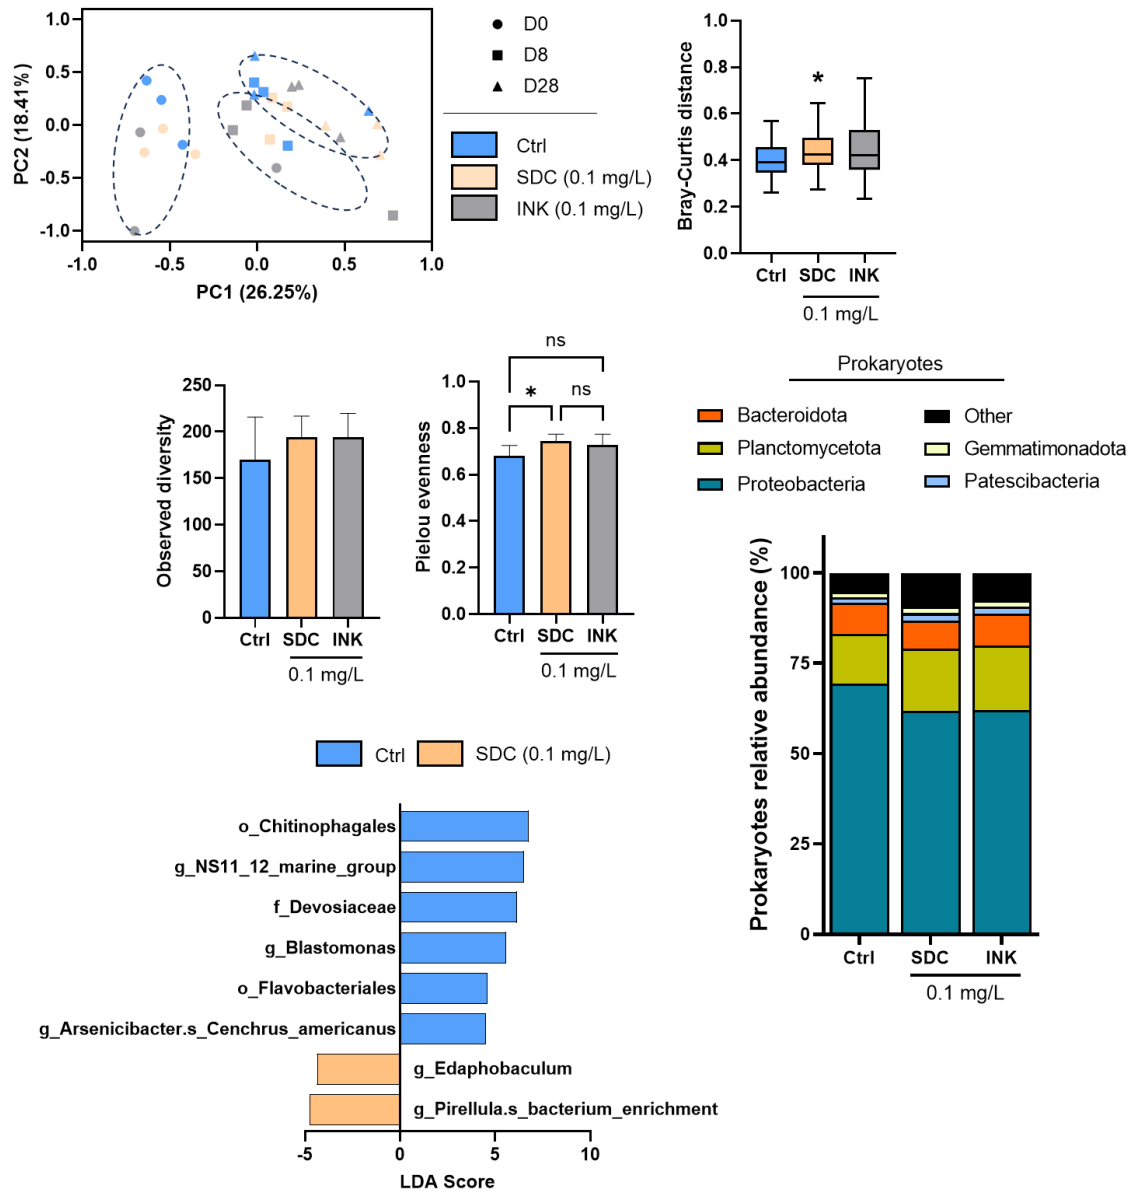 PC2 (18.41% )
1.0
0.5
0.0
-0.5
-1.0
-1.0
-0.5
0.0
0.5
1.0
PC1 (26.25%)
D0
D8
D28
Ctrl
SDC (0.1 mg/L)
INK (0.1 mg/L)
Bray-Curtis distance
1.0
0.8
0.6
0.4
0.2
0.0
*
Ctrl SDC INK
0.1 mg/L
Observed diversity
250
200
150
100
50
0
Ctrl SDC INK
0.1 mg/L
Pielou evenness
1.0
0.8
0.6
0.4
0.2
0.0
ns
* ns
Ctrl SDC INK
0.1 mg/L
Prokaryotes
Bacteroidota
Planctomycetota
Proteobacteria
Other
Gemmatimonadota
Patescibacteria
Prokaryotes relative abundance (%)
100
75
50
25
0
Ctrl SDC INK
0.1 mg/L
Ctrl SDC (0.1 mg/L)
o_Chitinophagales
g_NS11_12_marine_group
f_Devosiaceae
g_Blastomonas
o_Flavobacteriales
g_Arsenicibacter.s_Cenchrus_americanus
g_Edaphobaculum
g_Pirellula.s_bacterium_enrichment
-5 0 5 10
LDA Score